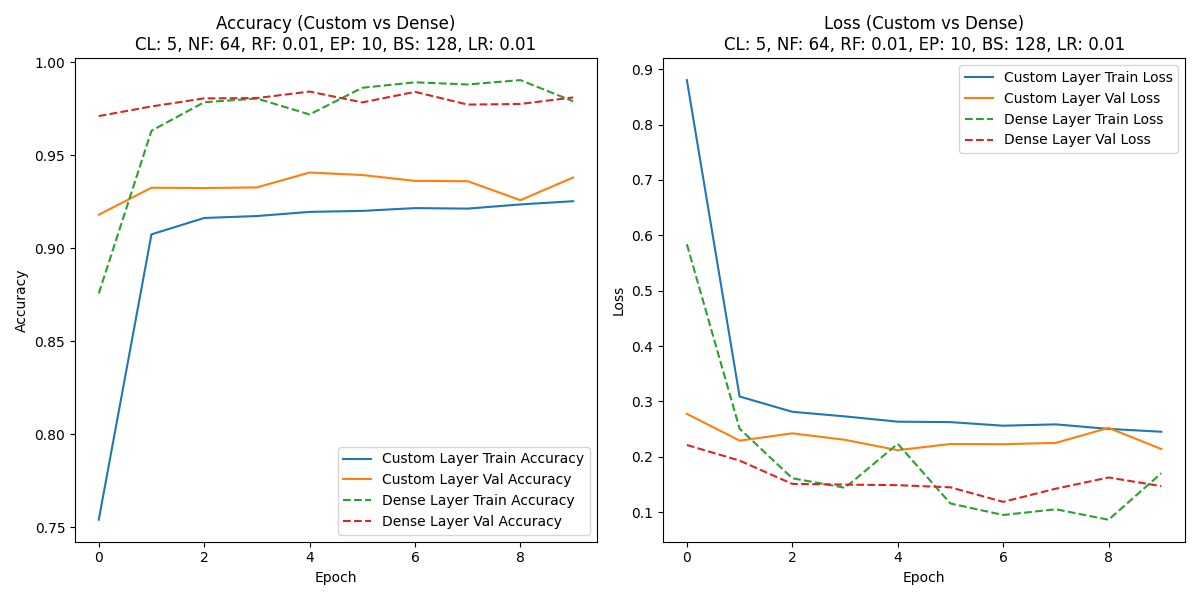 Accuracy (Custom vs Dense)
CL: 5, NF: 64, RF: 0.01, EP: 10, BS: 128, LR: 0.01
1.00
0.95
0.90
0.85
0.80
0.75
Accuracy
0
2
4
6
8
Epoch
Custom Layer Train Accuracy
Custom Layer Val Accuracy
Dense Layer Train Accuracy
Dense Layer Val Accuracy
Loss (Custom vs Dense)
CL: 5, NF: 64, RF: 0.01, EP: 10, BS: 128, LR: 0.01
0.9
0.8
0.7
0.6
0.5
0.4
0.3
0.2
0.1
Loss
0
2
4
6
8
Epoch
Custom Layer Train Loss
Custom Layer Val Loss
Dense Layer Train Loss
Dense Layer Val Loss